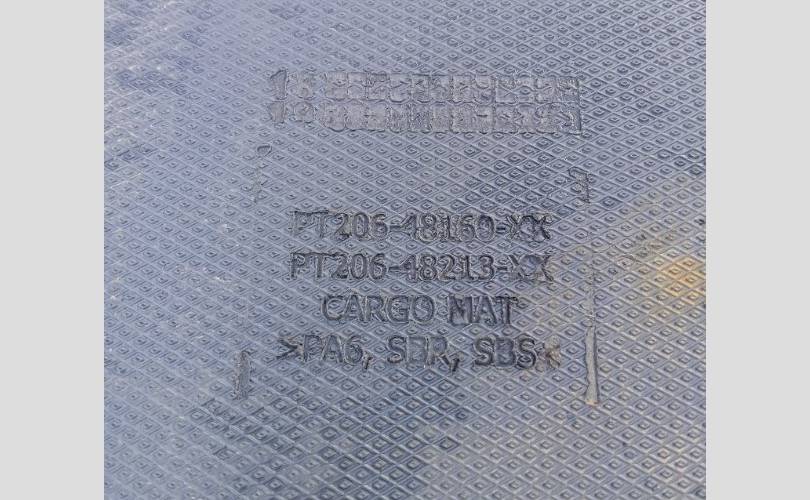 PT206-48160-XX
PT206-48213-XX
CARGO MAT
>PA6, SBR, SBS<